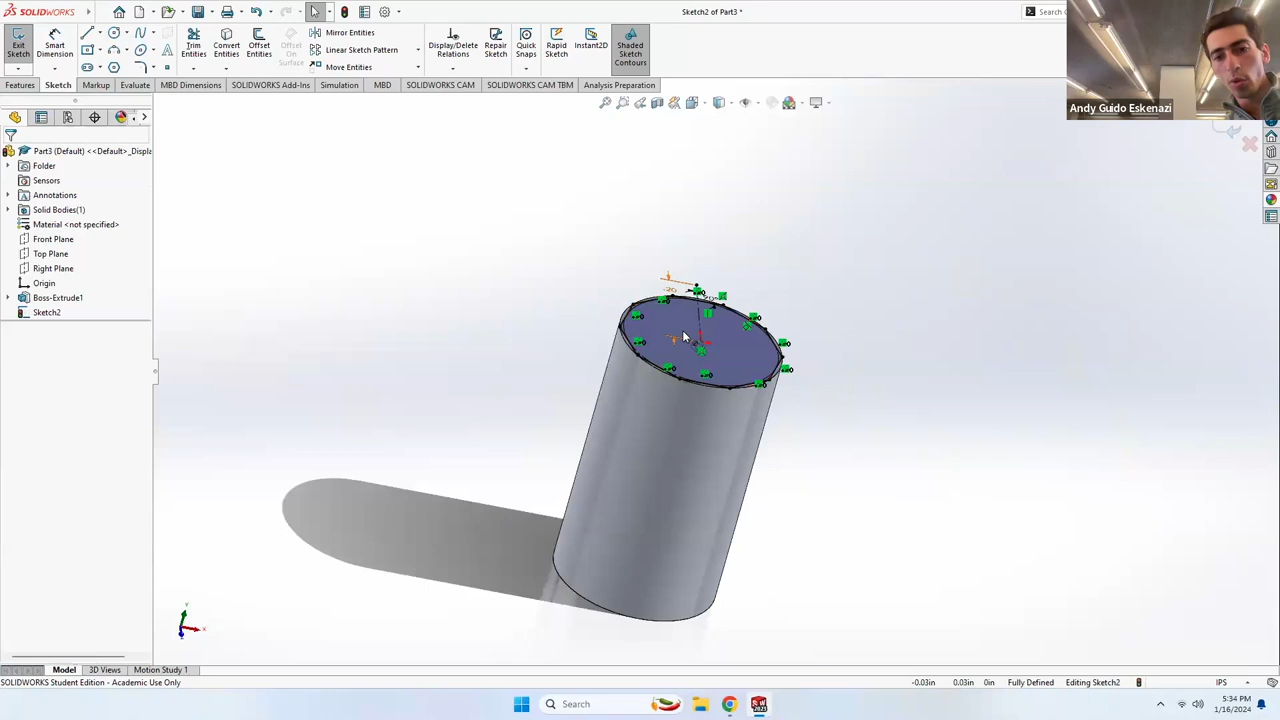 SOLIDWORKS
Sketch2 of Part3 *
Search Co
Exit Sketch
Smart Dimension
Trim Entities
Convert Entities
Offset Entities
Offset On Surface
Mirror Entities
Linear Sketch Pattern
Move Entities
Display/Delete Relations
Repair Sketch
Quick Snaps
Rapid Sketch
Instant2D
Shaded Sketch Contours
Features
Sketch
Markup
Evaluate
MBD Dimensions
SOLIDWORKS Add-Ins
Simulation
MBD
SOLIDWORKS CAM
SOLIDWORKS CAM TBM
Analysis Preparation
Andy Guido Eskenazi
Part3 (Default) <<Default>_Displa
Folder
Sensors
Annotations
Solid Bodies(1)
Material <not specified>
Front Plane
Top Plane
Right Plane
Origin
Boss-Extrude1
Sketch2
Y
X
Model
3D Views
Motion Study 1
SOLIDWORKS Student Edition - Academic Use Only
-0.03in
0.03in
0in
Fully Defined
Editing Sketch2
IPS
Search
5:34 PM
1/16/2024